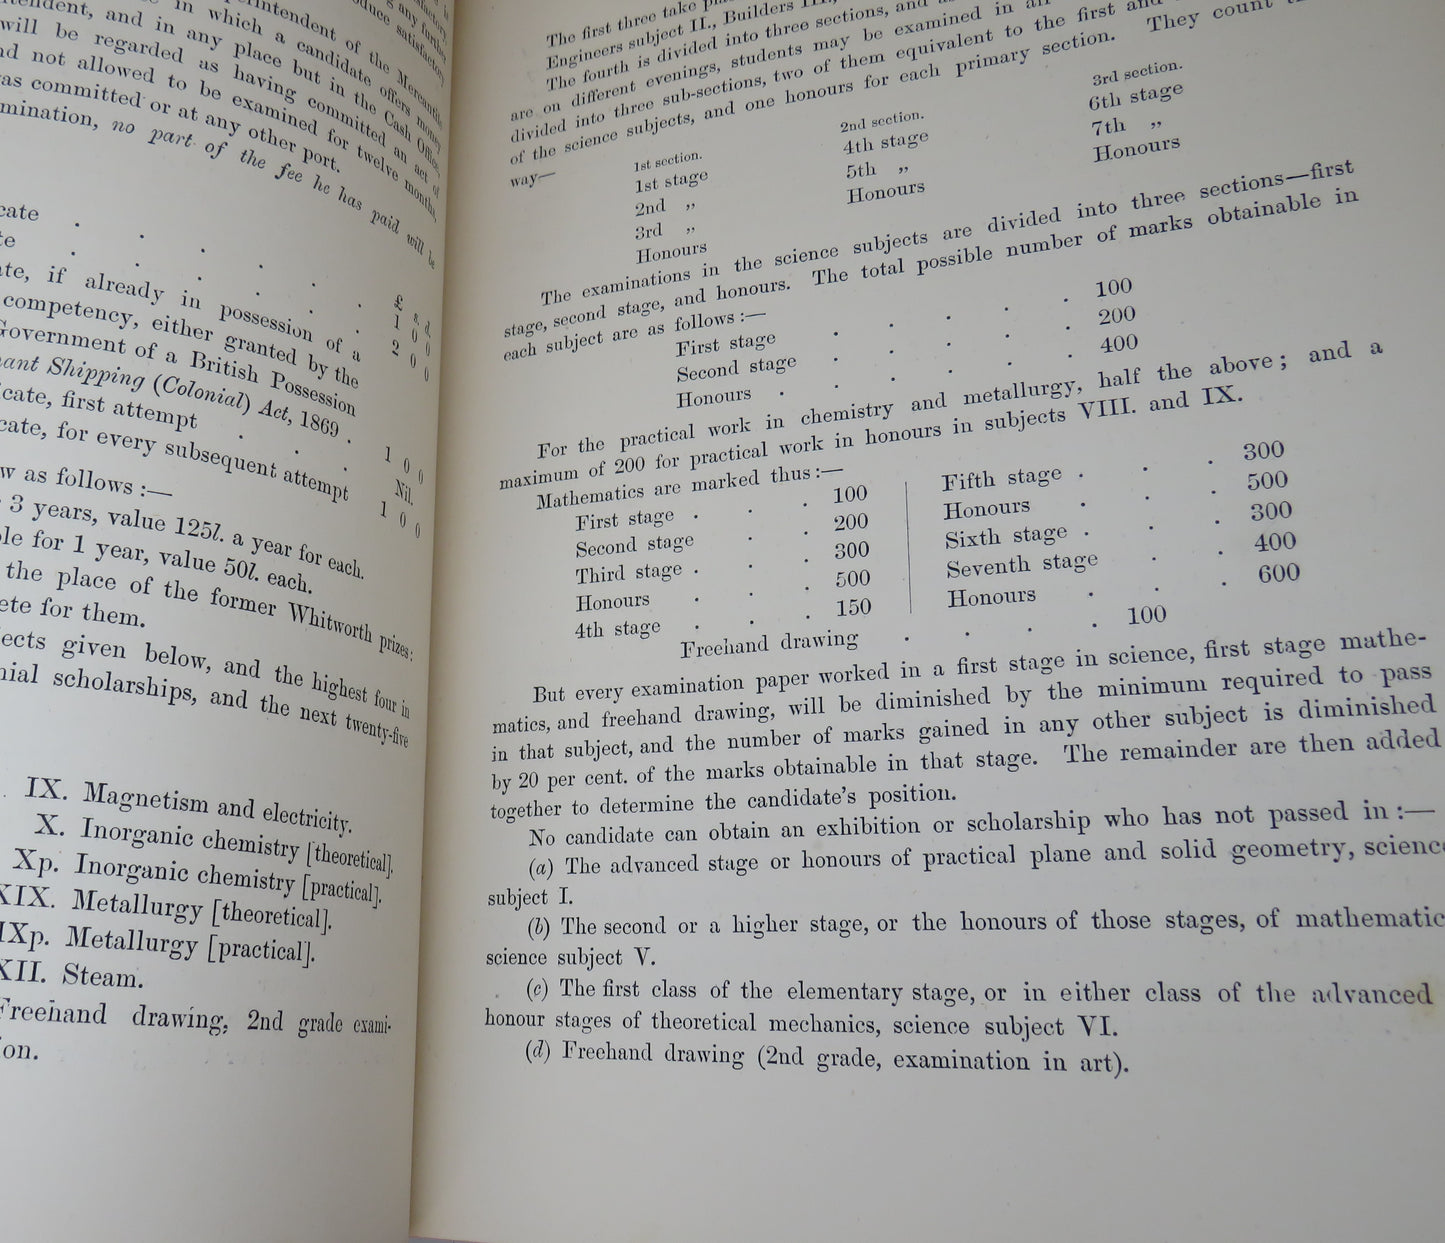 ntendent of the Mercantile
tendent, and in any place but in the Cash Office,
will be regarded as having committed an act of
nd not allowed to be examined for twelve months,
as committed or at any other port.
mination, no part of the fee he has paid will be
£ s. d.
cate . . . . . . 1 0 0
te . . . . . . 2 0 0
ate, if already in possession of a
competency, either granted by the
Government of a British Possession
ant Shipping (Colonial) Act, 1869 . 1 0 0
cate, first attempt . . Nil.
cate, for every subsequent attempt 1 0 0
w as follows :—
3 years, value 125l. a year for each.
le for 1 year, value 50l. each.
the place of the former Whitworth prizes:
ete for them.
jects given below, and the highest four in
nial scholarships, and the next twenty-five
IX. Magnetism and electricity.
X. Inorganic chemistry [theoretical].
Xp. Inorganic chemistry [practical].
XIX. Metallurgy [theoretical].
IXp. Metallurgy [practical].
XII. Steam.
Freehand drawing, 2nd grade exami-
on.
The first three take pla
Engineers subject II., Builders III.,
The fourth is divided into three sections, and
are on different evenings, students may be examined in
divided into three sub-sections, two of them equivalent to the first and
of the science subjects, and one honours for each primary section. They count
way—
1st section. 2nd section. 3rd section.
1st stage 4th stage 6th stage
2nd „ 5th „ 7th „
3rd „ Honours Honours
Honours
The examinations in the science subjects are divided into three sections—first
stage, second stage, and honours. The total possible number of marks obtainable in
each subject are as follows :—
First stage . . . . . 100
Second stage . . . . . 200
Honours . . . . . . 400
For the practical work in chemistry and metallurgy, half the above; and a
maximum of 200 for practical work in honours in subjects VIII. and IX.
Mathematics are marked thus :—
First stage . . . 100 Fifth stage . . . 300
Second stage . . 200 Honours . . . 500
Third stage . . . 300 Sixth stage . . . 300
Honours . . . 500 Seventh stage . . 400
4th stage . . . 150 Honours . . . 600
Freehand drawing . . . . 100
But every examination paper worked in a first stage in science, first stage mathe-
matics, and freehand drawing, will be diminished by the minimum required to pass
in that subject, and the number of marks gained in any other subject is diminished
by 20 per cent. of the marks obtainable in that stage. The remainder are then added
together to determine the candidate's position.
No candidate can obtain an exhibition or scholarship who has not passed in :—
(a) The advanced stage or honours of practical plane and solid geometry, science
subject I.
(b) The second or a higher stage, or the honours of those stages, of mathematic
science subject V.
(c) The first class of the elementary stage, or in either class of the advanced
honour stages of theoretical mechanics, science subject VI.
(d) Freehand drawing (2nd grade, examination in art).